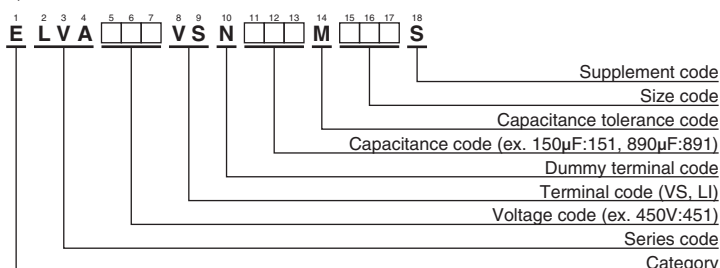 1 2 3 4 5 6 7 8 9 10 11 12 13 14 15 16 17 18
E L V A □□□ V S N □□□ M □□□ S
Supplement code
Size code
Capacitance tolerance code
Capacitance code (ex. 150µF:151, 890µF:891)
Dummy terminal code
Terminal code (VS, LI)
Voltage code (ex. 450V:451)
Series code
Category